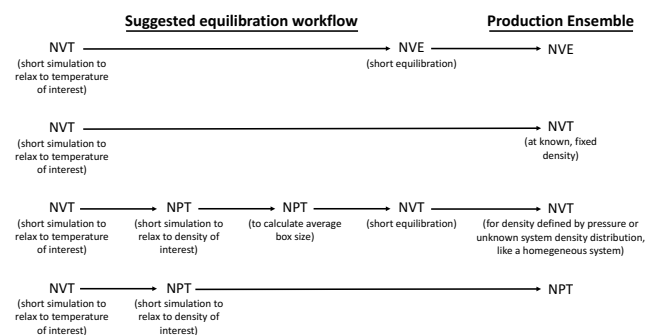 Suggested equilibration workflow
Production Ensemble
NVT
NVE
NVE
(short simulation to
relax to temperature
of interest)
(short equilibration)
NVT
NVT
(short simulation to
relax to temperature
of interest)
(at known, fixed
density)
NVT
NPT
NPT
NVT
NVT
(short simulation to
relax to temperature
of interest)
(short simulation to
relax to density of
interest)
(to calculate average
box size)
(short equilibration)
(for density defined by pressure or
unknown system density distribution,
like a homegeneous system)
NVT
NPT
NPT
(short simulation to
relax to temperature
of interest)
(short simulation to
relax to density of
interest)